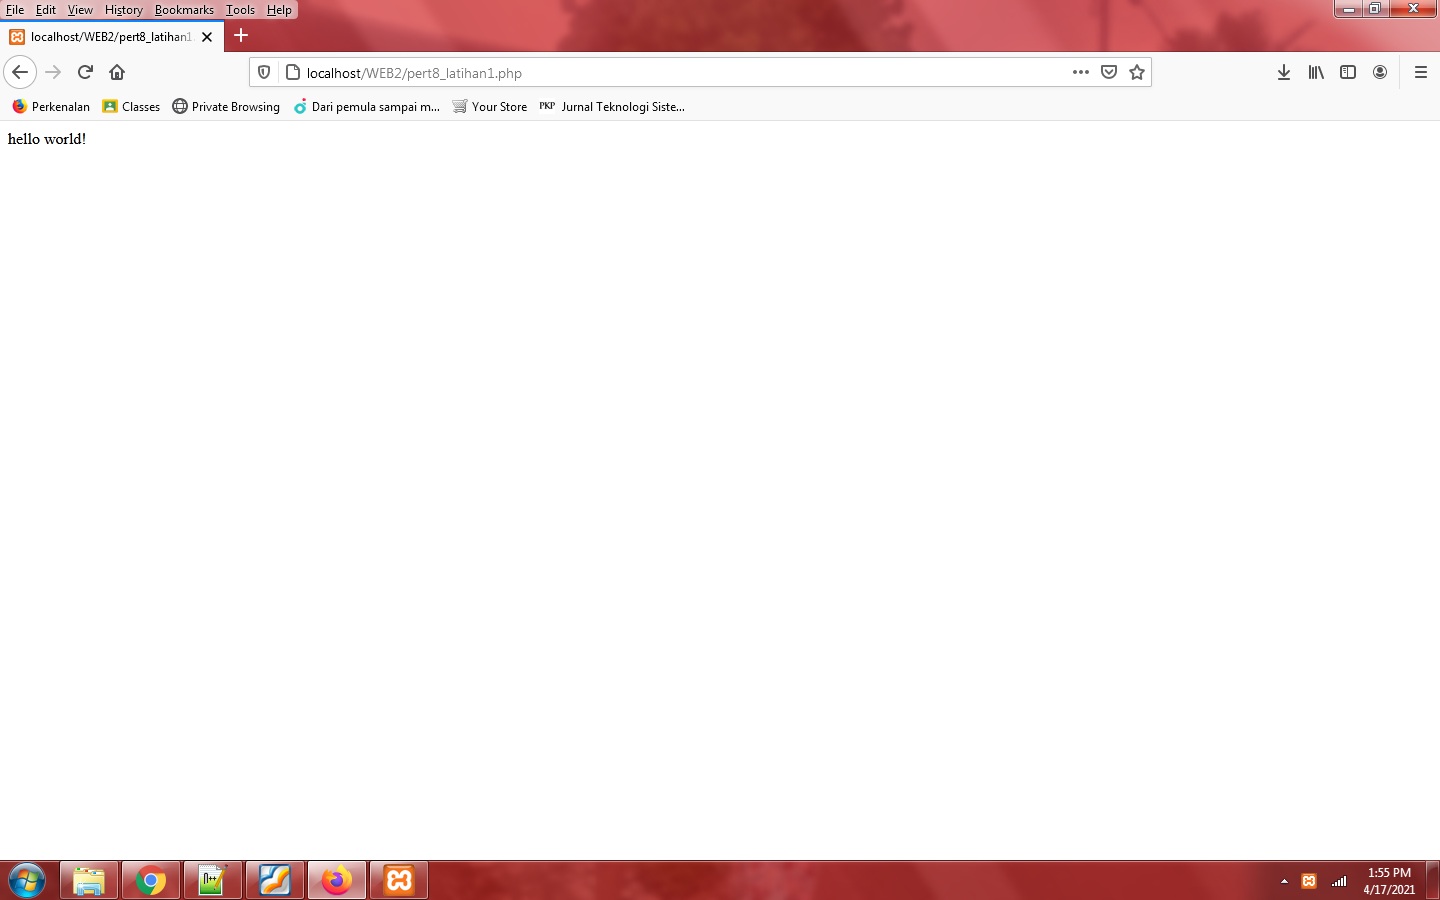 File Edit View History Bookmarks Tools Help
localhost/WEB2/pert8_latihan1
localhost/WEB2/pert8_latihan1.php
Perkenalan Classes Private Browsing Dari pemula sampai m... Your Store PKP Jurnal Teknologi Siste...
hello world!
1:55 PM
4/17/2021